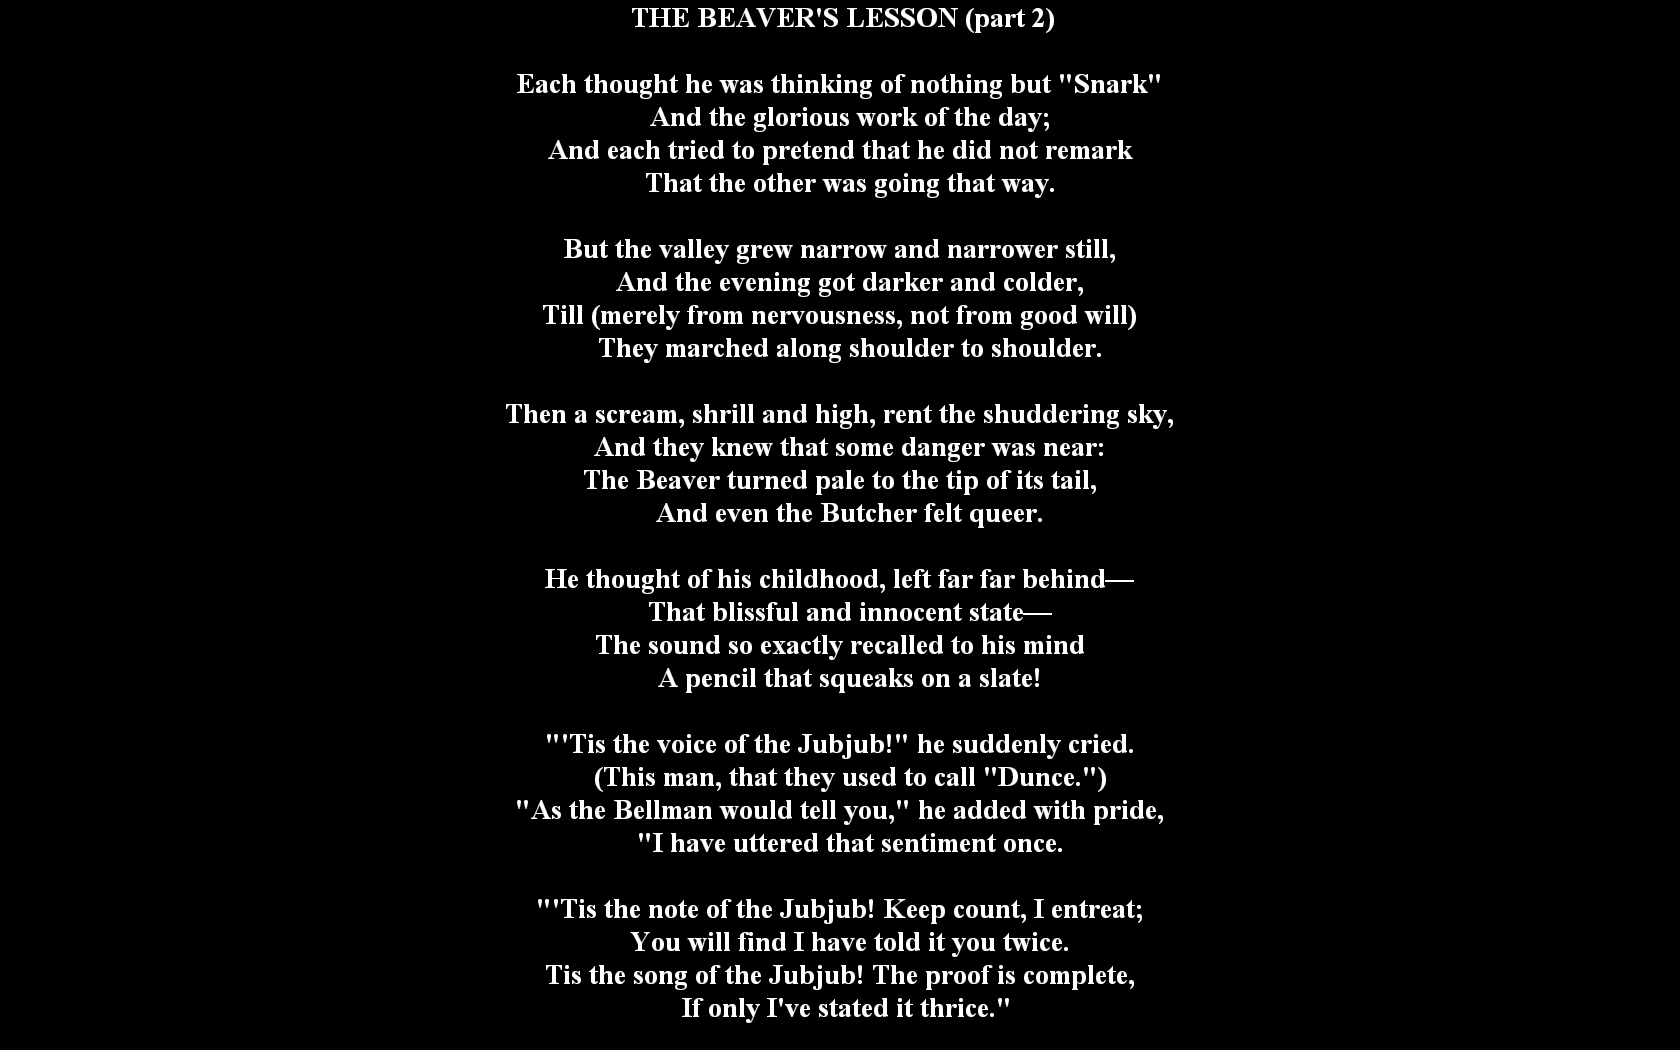 THE BEAVER'S LESSON (part 2)
Each thought he was thinking of nothing but "Snark"
And the glorious work of the day;
And each tried to pretend that he did not remark
That the other was going that way.
But the valley grew narrow and narrower still,
And the evening got darker and colder,
Till (merely from nervousness, not from good will)
They marched along shoulder to shoulder.
Then a scream, shrill and high, rent the shuddering sky,
And they knew that some danger was near:
The Beaver turned pale to the tip of its tail,
And even the Butcher felt queer.
He thought of his childhood, left far far behind—
That blissful and innocent state—
The sound so exactly recalled to his mind
A pencil that squeaks on a slate!
"'Tis the voice of the Jubjub!" he suddenly cried.
(This man, that they used to call "Dunce.")
"As the Bellman would tell you," he added with pride,
"I have uttered that sentiment once.
"'Tis the note of the Jubjub! Keep count, I entreat;
You will find I have told it you twice.
Tis the song of the Jubjub! The proof is complete,
If only I've stated it thrice."